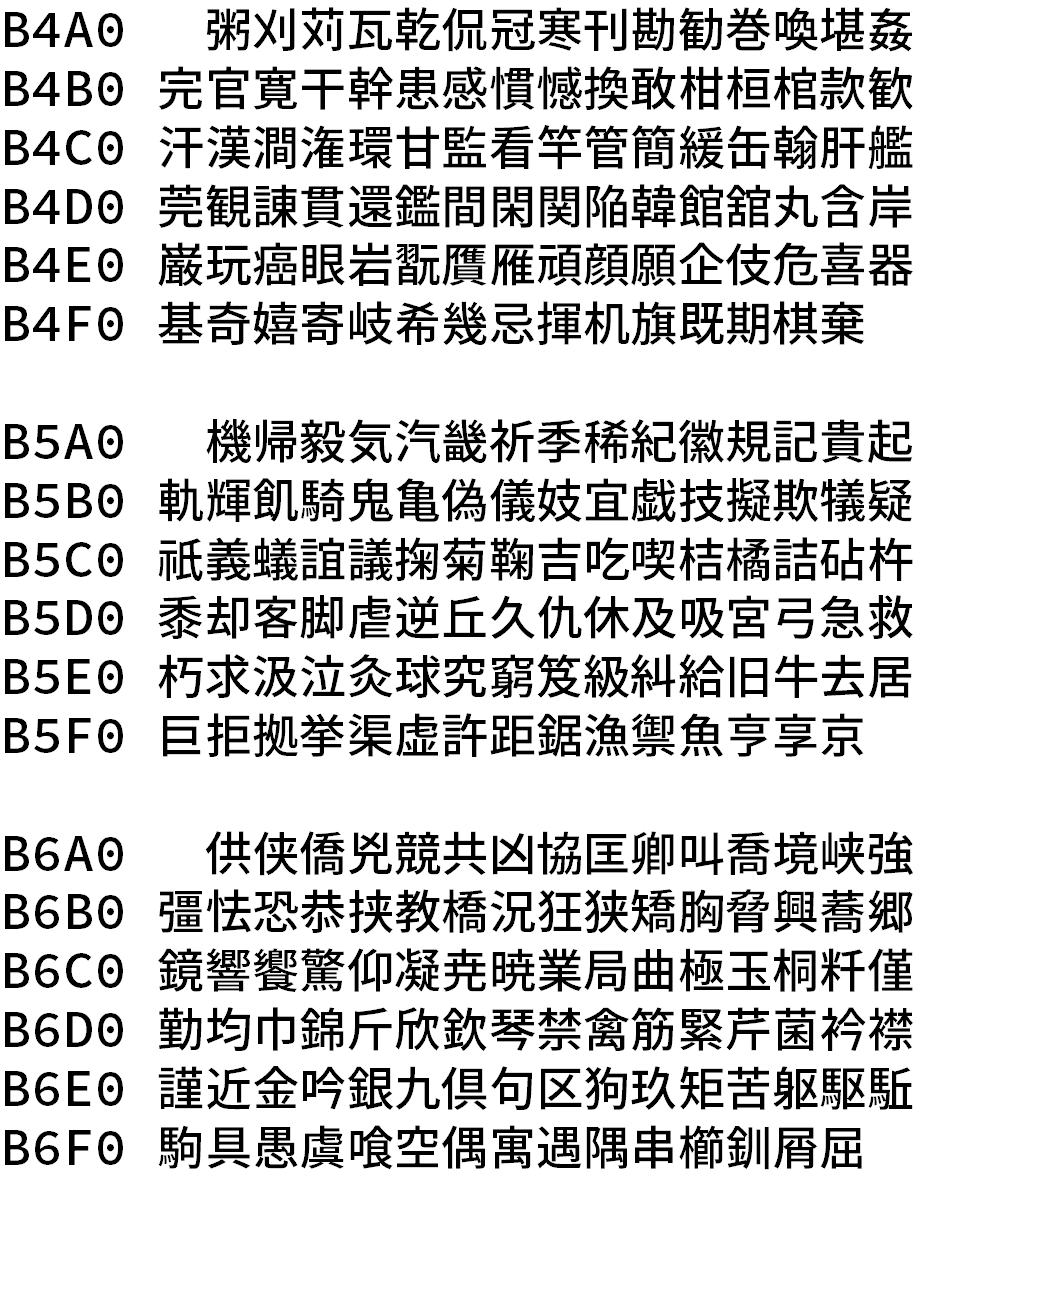 B4A0 　粥刈苅瓦乾侃冠寒刊勘勧巻喚堪姦
B4B0 完官寛干幹患感慣憾換敢柑桓棺款歓
B4C0 汗漢澗潅環甘監看竿管簡緩缶翰肝艦
B4D0 莞観諌貫還鑑間閑関陥韓館舘丸含岸
B4E0 巌玩癌眼岩翫贋雁頑顔願企伎危喜器
B4F0 基奇嬉寄岐希幾忌揮机旗既期棋棄
B5A0 　機帰毅気汽畿祈季稀紀徽規記貴起
B5B0 軌輝飢騎鬼亀偽儀妓宜戯技擬欺犠疑
B5C0 祇義蟻誼議掬菊鞠吉吃喫桔橘詰砧杵
B5D0 黍却客脚虐逆丘久仇休及吸宮弓急救
B5E0 朽求汲泣灸球究窮笈級糾給旧牛去居
B5F0 巨拒拠挙渠虚許距鋸漁禦魚亨享京
B6A0 　供侠僑兇競共凶協匡卿叫喬境峡強
B6B0 彊怯恐恭挟教橋況狂狭矯胸脅興蕎郷
B6C0 鏡響饗驚仰凝尭暁業局曲極玉桐粁僅
B6D0 勤均巾錦斤欣欽琴禁禽筋緊芹菌衿襟
B6E0 謹近金吟銀九倶句区狗玖矩苦躯駆駈
B6F0 駒具愚虞喰空偶寓遇隅串櫛釧屑屈